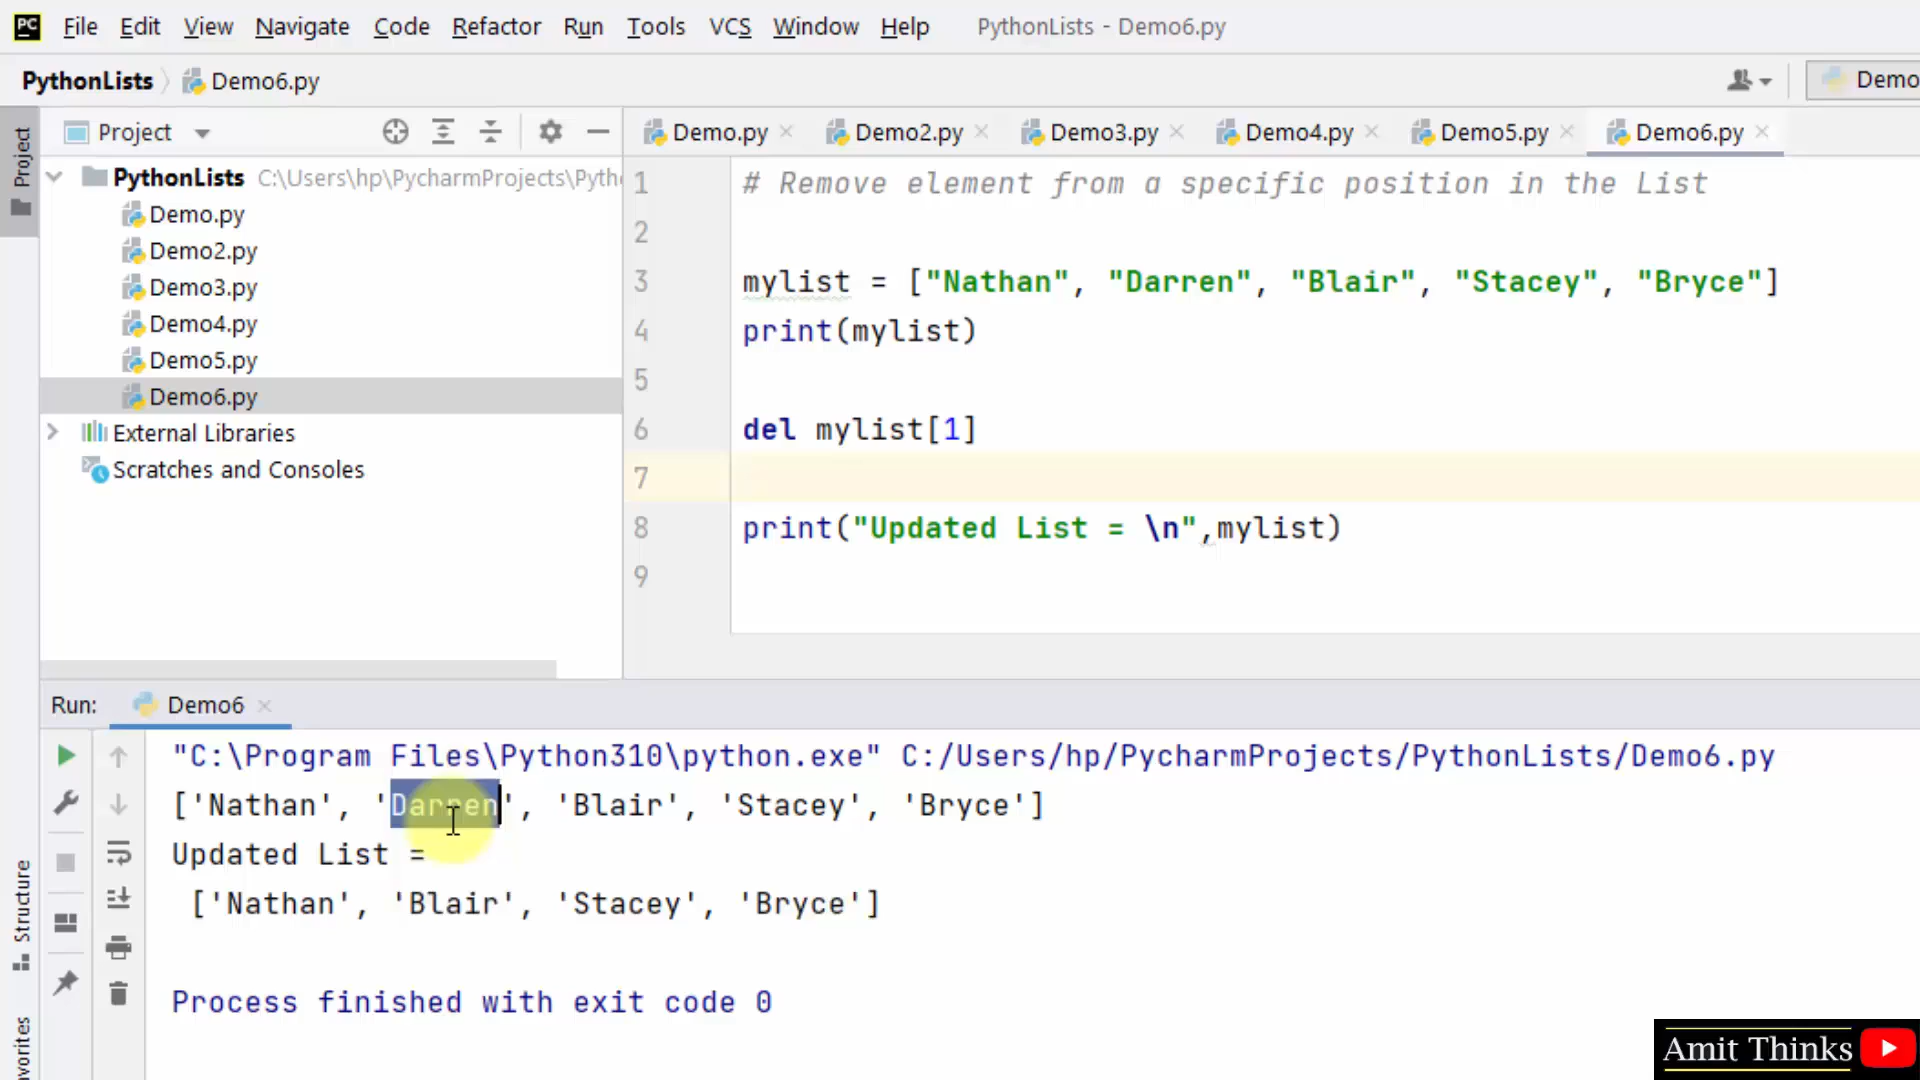 PC File Edit View Navigate Code Refactor Run Tools VCS Window Help PythonLists - Demo6.py
PythonLists Demo6.py Demo
Project
Project
Demo.py Demo2.py Demo3.py Demo4.py Demo5.py Demo6.py
PythonLists C:\Users\hp\PycharmProjects\Pyth
Demo.py
Demo2.py
Demo3.py
Demo4.py
Demo5.py
Demo6.py
External Libraries
Scratches and Consoles
1 # Remove element from a specific position in the List
2
3 mylist = ["Nathan", "Darren", "Blair", "Stacey", "Bryce"]
4 print(mylist)
5
6 del mylist[1]
7
8 print("Updated List = \n",mylist)
9
Run: Demo6
"C:\Program Files\Python310\python.exe" C:/Users/hp/PycharmProjects/PythonLists/Demo6.py
['Nathan', 'Darren', 'Blair', 'Stacey', 'Bryce']
Updated List =
['Nathan', 'Blair', 'Stacey', 'Bryce']
Process finished with exit code 0
Structure
vorites
Amit Thinks